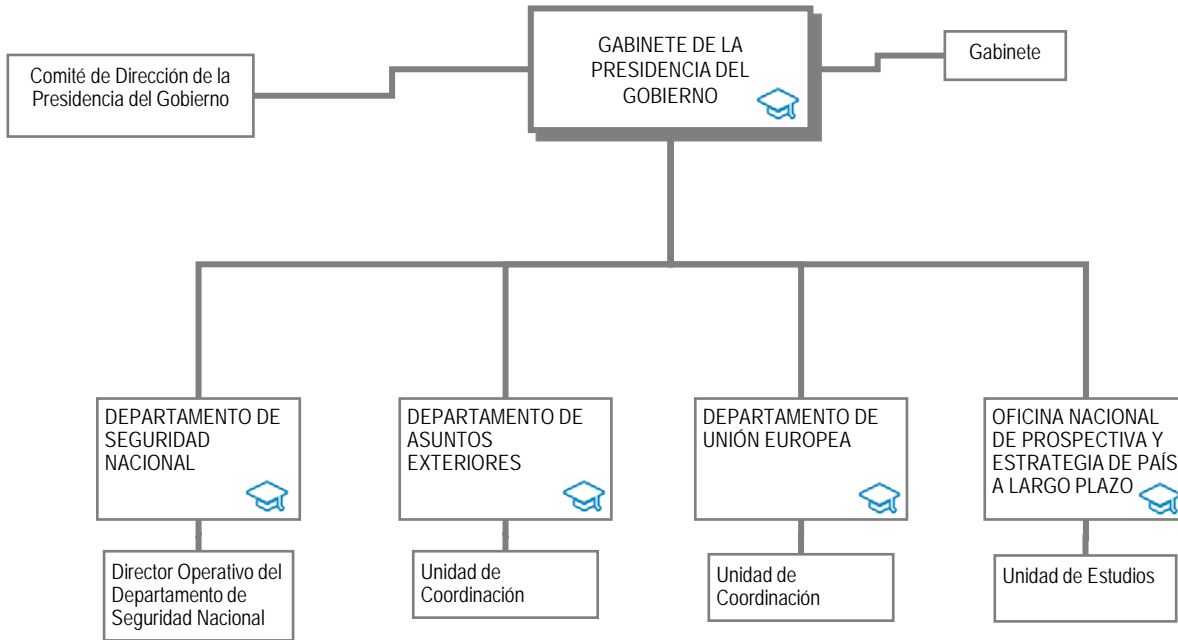 GABINETE DE LA
PRESIDENCIA DEL
GOBIERNO
Gabinete
Comité de Dirección de la
Presidencia del Gobierno
DEPARTAMENTO DE
SEGURIDAD
NACIONAL
DEPARTAMENTO DE
ASUNTOS
EXTERIORES
DEPARTAMENTO DE
UNIÓN EUROPEA
OFICINA NACIONAL
DE PROSPECTIVA Y
ESTRATEGIA DE PAÍS
A LARGO PLAZO
Director Operativo del
Departamento de
Seguridad Nacional
Unidad de
Coordinación
Unidad de
Coordinación
Unidad de Estudios